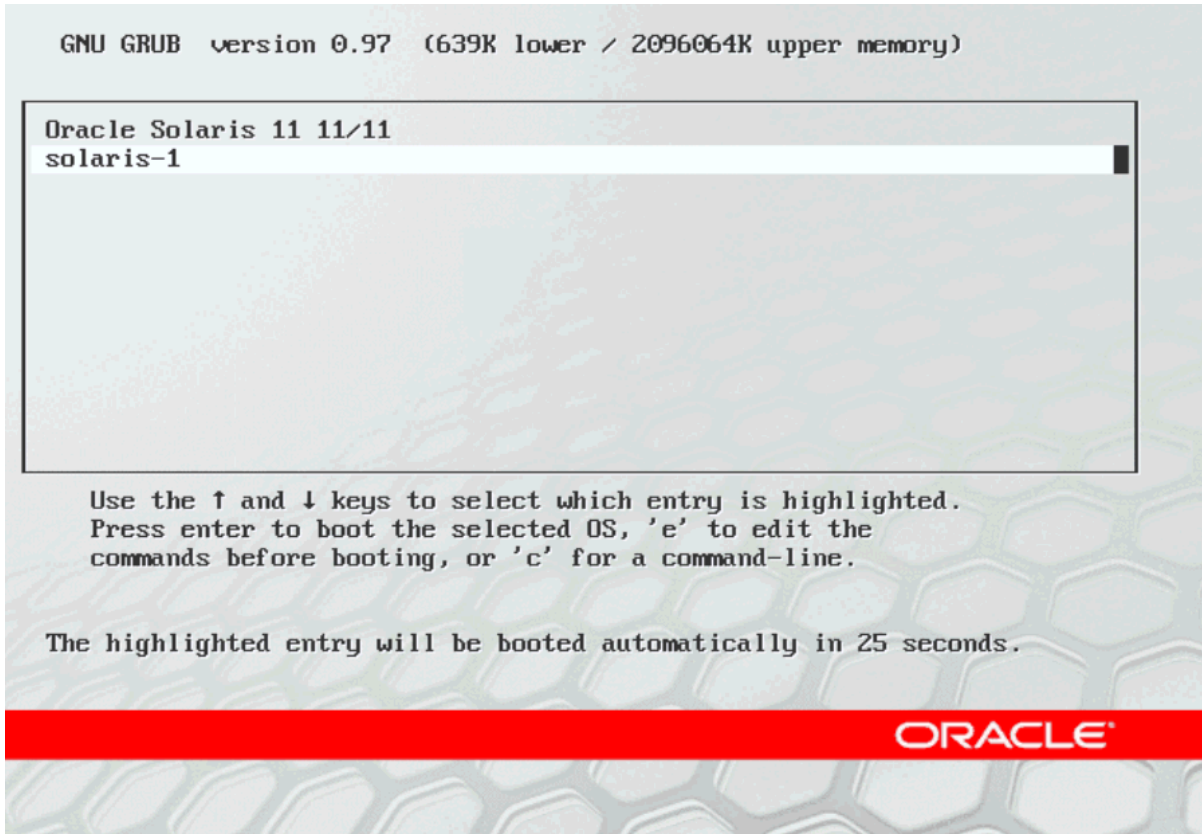 GNU GRUB version 0.97 (639K lower / 2096064K upper memory)
Oracle Solaris 11 11/11
solaris-1
Use the ↑ and ↓ keys to select which entry is highlighted.
Press enter to boot the selected OS, 'e' to edit the
commands before booting, or 'c' for a command-line.
The highlighted entry will be booted automatically in 25 seconds.
ORACLE